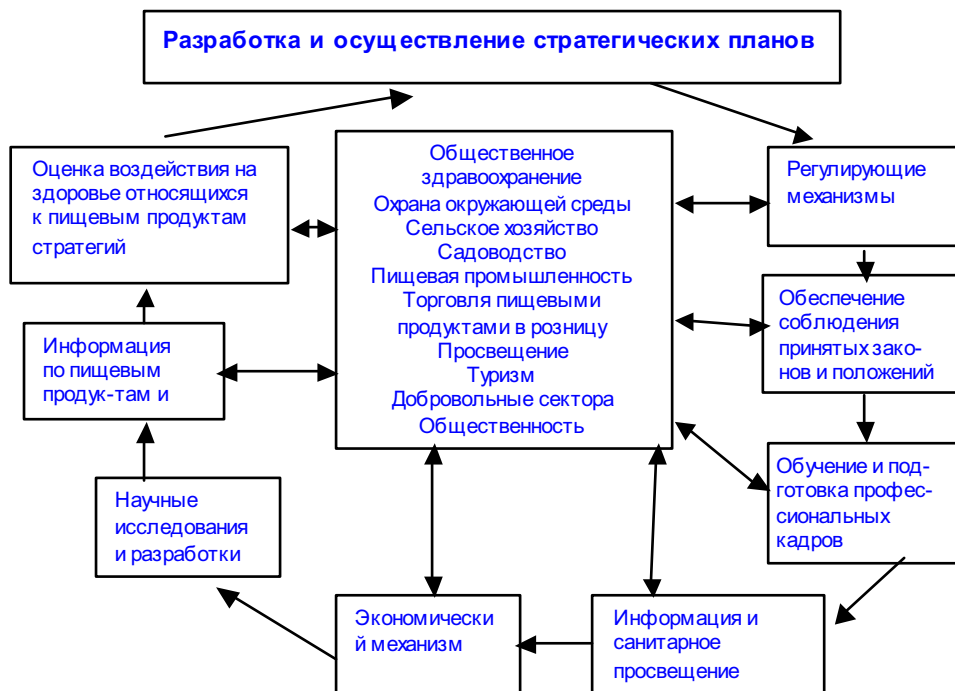 Разработка и осуществление стратегических планов
Оценка воздействия на
здоровье относящихся
к пищевым продуктам
стратегий
Информация
по пищевым
продук-там и
Научные
исследования
и разработки
Общественное
здравоохранение
Охрана окружающей среды
Сельское хозяйство
Садоводство
Пищевая промышленность
Торговля пищевыми
продуктами в розницу
Просвещение
Туризм
Добровольные сектора
Общественность
Регулирующие
механизмы
Обеспечение
соблюдения
принятых зако-
нов и положений
Обучение и под-
готовка профес-
сиональных
кадров
Экономически
й механизм
Информация и
санитарное
просвещение